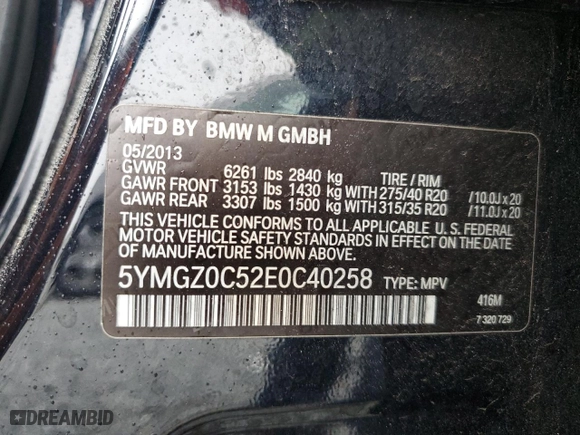 MFD BY BMW M GMBH
05/2013
GVWR 6261 lbs 2840 kg TIRE / RIM
GAWR FRONT 3153 lbs 1430 kg WITH 275/40 R20 /10.0J x 20
GAWR REAR 3307 lbs 1500 kg WITH 315/35 R20 /11.0J x 20
THIS VEHICLE CONFORMS TO ALL APPLICABLE U.S. FEDERAL
MOTOR VEHICLE SAFETY STANDARDS IN EFFECT ON THE DATE
OF MANUFACTURE SHOWN ABOVE.
5YMGZ0C52E0C40258 TYPE: MPV
416M
7 320 729
DREAMBID